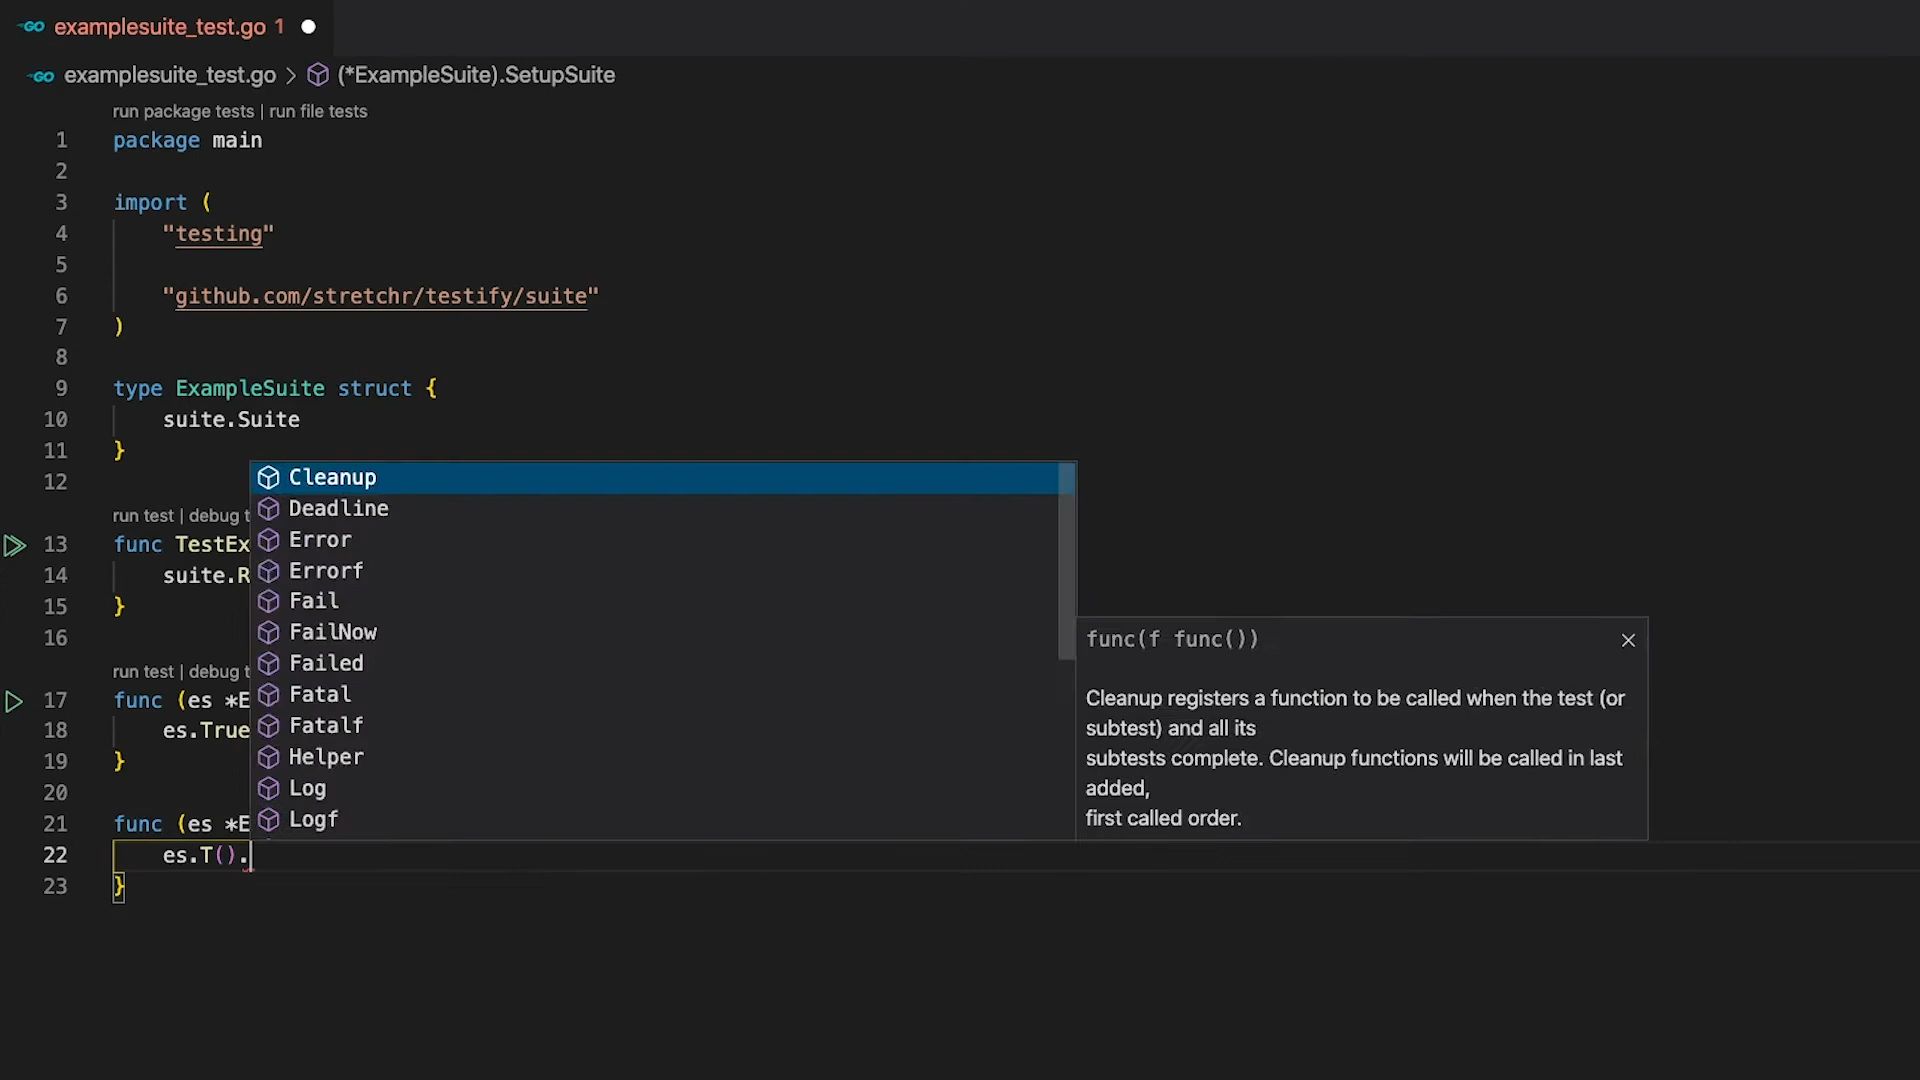 GO examplesuite_test.go 1
GO examplesuite_test.go > (*ExampleSuite).SetupSuite
run package tests | run file tests
1 package main
2
3 import (
4 "testing"
5
6 "github.com/stretchr/testify/suite"
7 )
8
9 type ExampleSuite struct {
10 suite.Suite
11 }
12
run test | debug t
13 func TestEx
14 suite.R
15 }
16
run test | debug t
17 func (es *E
18 es.True
19 }
20
21 func (es *E
22 es.T().
23 }
Cleanup
Deadline
Error
Errorf
Fail
FailNow
Failed
Fatal
Fatalf
Helper
Log
Logf
func(f func())
Cleanup registers a function to be called when the test (or
subtest) and all its
subtests complete. Cleanup functions will be called in last
added,
first called order.